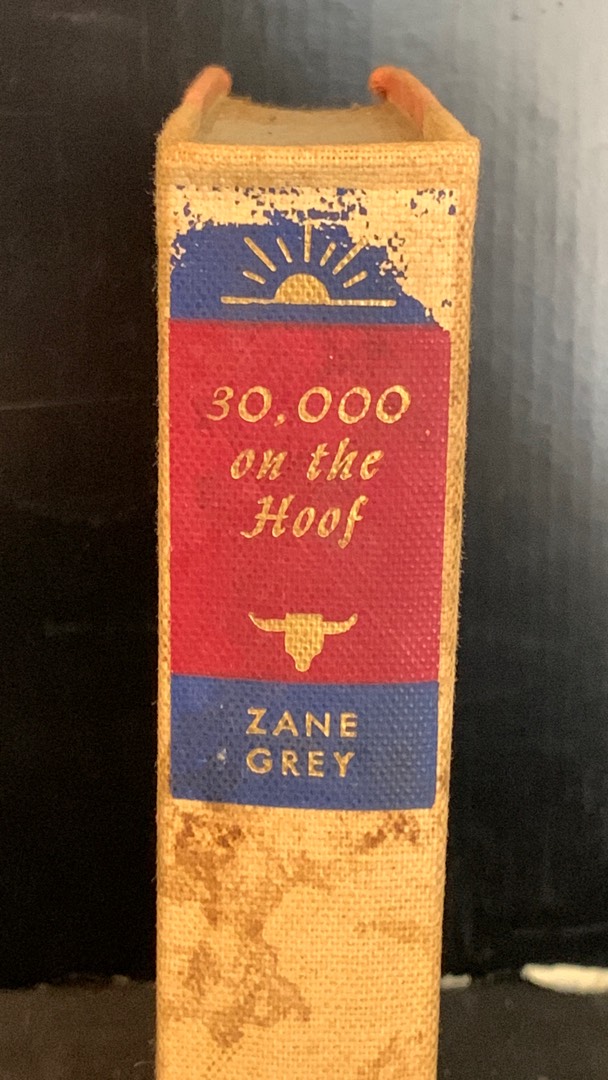 30,000
on the
Hoof
ZANE
GREY